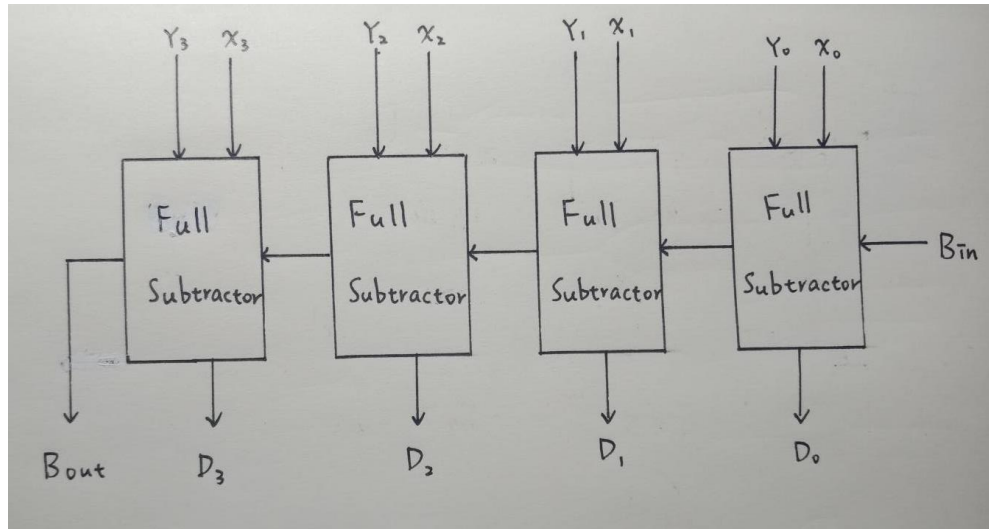 Y₃ X₃ Y₂ X₂ Y₁ X₁ Y₀ X₀
Full Full Full Full
Subtractor Subtractor Subtractor Subtractor
Bin
Bout D₃ D₂ D₁ D₀